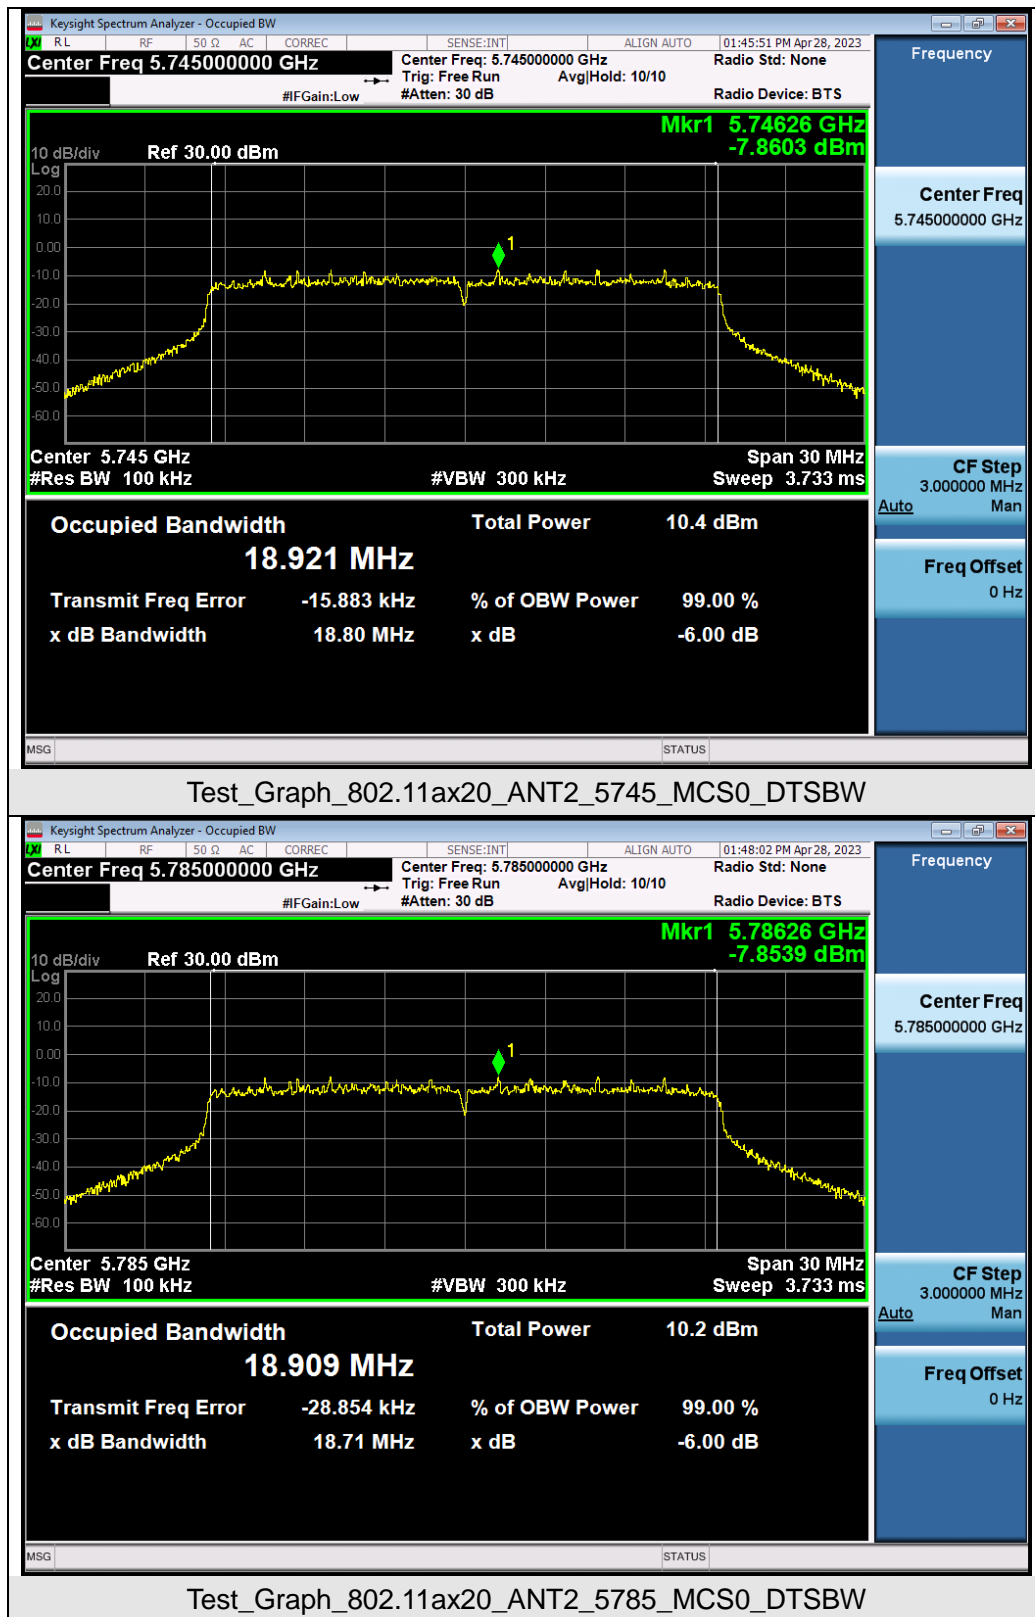 Keysight Spectrum Analyzer - Occupied BW
LXI RL RF 50 Ω AC CORREC SENSE:INT ALIGN AUTO 01:45:51 PM Apr 28, 2023
Center Freq 5.745000000 GHz Center Freq: 5.745000000 GHz Radio Std: None Frequency
Trig: Free Run Avg|Hold: 10/10
#IFGain:Low #Atten: 30 dB Radio Device: BTS
Mkr1 5.74626 GHz
10 dB/div Ref 30.00 dBm -7.8603 dBm
Log
20.0
10.0
0.00
-10.0
-20.0
-30.0
-40.0
-50.0
-60.0
1
Center Freq
5.745000000 GHz
Center 5.745 GHz Span 30 MHz
#Res BW 100 kHz #VBW 300 kHz Sweep 3.733 ms
CF Step
3.000000 MHz
Auto Man
Occupied Bandwidth Total Power 10.4 dBm
18.921 MHz
Freq Offset
0 Hz
Transmit Freq Error -15.883 kHz % of OBW Power 99.00 %
x dB Bandwidth 18.80 MHz x dB -6.00 dB
MSG STATUS
Test_Graph_802.11ax20_ANT2_5745_MCS0_DTSBW
Keysight Spectrum Analyzer - Occupied BW
LXI RL RF 50 Ω AC CORREC SENSE:INT ALIGN AUTO 01:48:02 PM Apr 28, 2023
Center Freq 5.785000000 GHz Center Freq: 5.785000000 GHz Radio Std: None Frequency
Trig: Free Run Avg|Hold: 10/10
#IFGain:Low #Atten: 30 dB Radio Device: BTS
Mkr1 5.78626 GHz
10 dB/div Ref 30.00 dBm -7.8539 dBm
Log
20.0
10.0
0.00
-10.0
-20.0
-30.0
-40.0
-50.0
-60.0
1
Center Freq
5.785000000 GHz
Center 5.785 GHz Span 30 MHz
#Res BW 100 kHz #VBW 300 kHz Sweep 3.733 ms
CF Step
3.000000 MHz
Auto Man
Occupied Bandwidth Total Power 10.2 dBm
18.909 MHz
Freq Offset
0 Hz
Transmit Freq Error -28.854 kHz % of OBW Power 99.00 %
x dB Bandwidth 18.71 MHz x dB -6.00 dB
MSG STATUS
Test_Graph_802.11ax20_ANT2_5785_MCS0_DTSBW